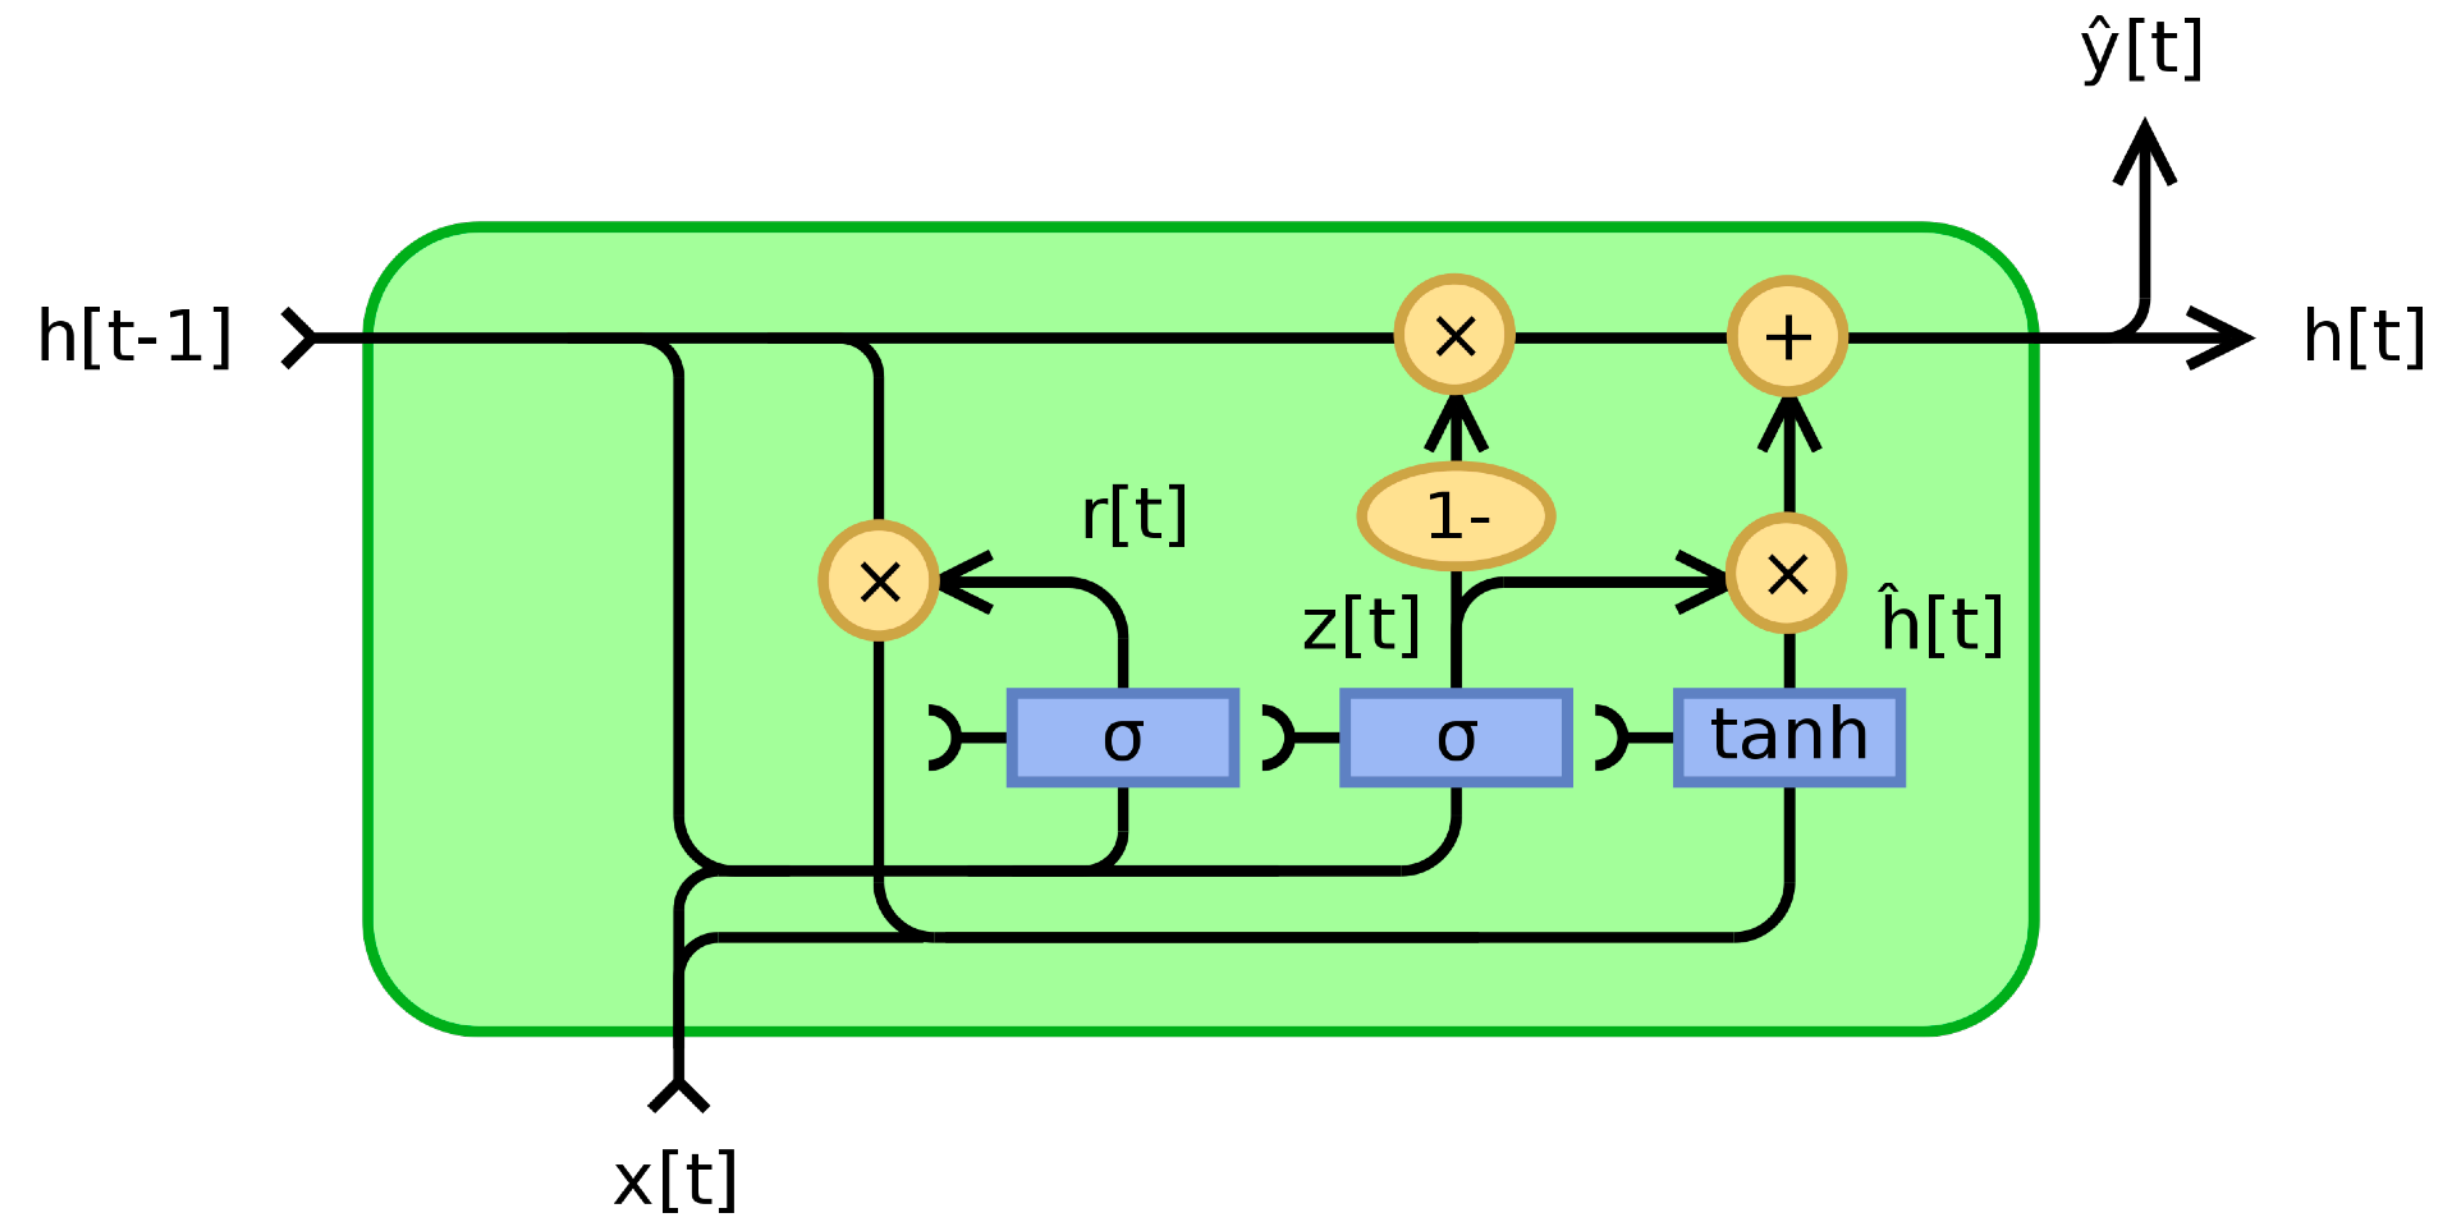 ŷ[t]
h[t-1]
×
+
h[t]
r[t]
1-
×
×
z[t]
ĥ[t]
σ
σ
tanh
x[t]